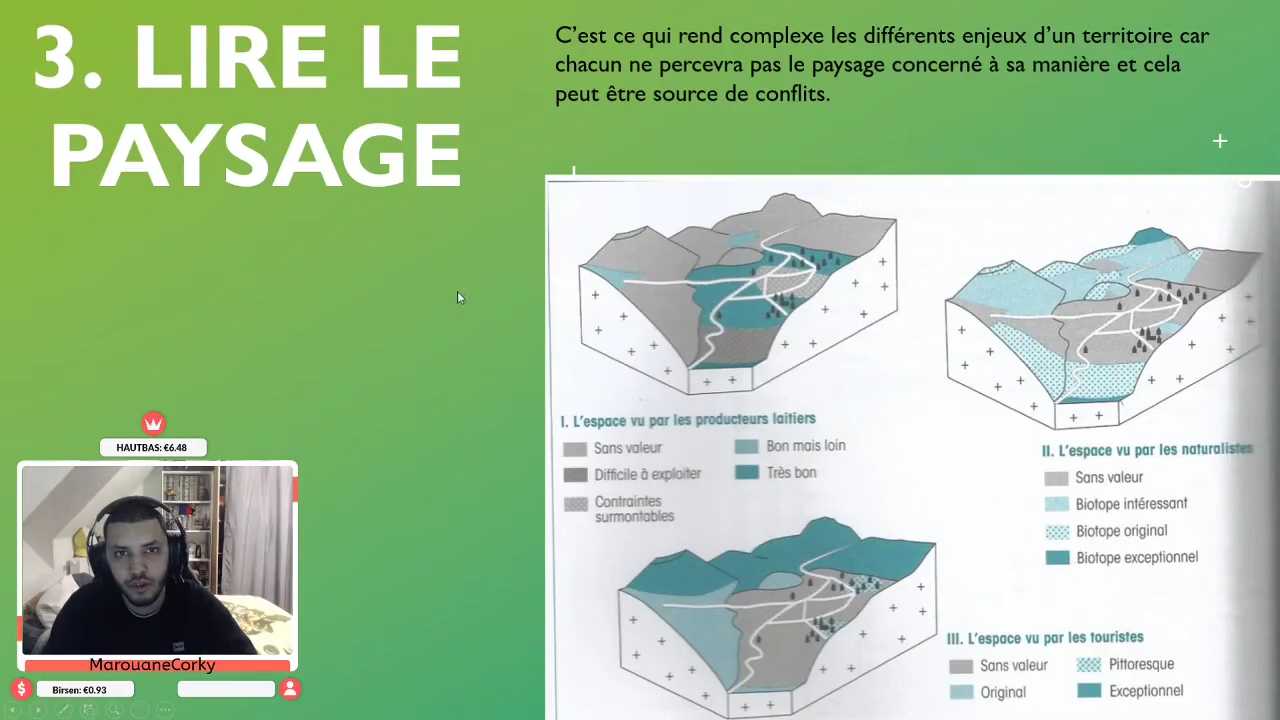 3. LIRE LE
PAYSAGE
C’est ce qui rend complexe les différents enjeux d’un territoire car
chacun ne percevra pas le paysage concerné à sa manière et cela
peut être source de conflits.
I. L'espace vu par les producteurs laitiers
Sans valeur
Difficile à exploiter
Contraintes
surmontables
Bon mais loin
Très bon
II. L'espace vu par les naturalistes
Sans valeur
Biotope intéressant
Biotope original
Biotope exceptionnel
III. L'espace vu par les touristes
Sans valeur
Original
Pittoresque
Exceptionnel
HAUTBAS: €6.48
MarouaneCorky
$
Birsen: €0.93